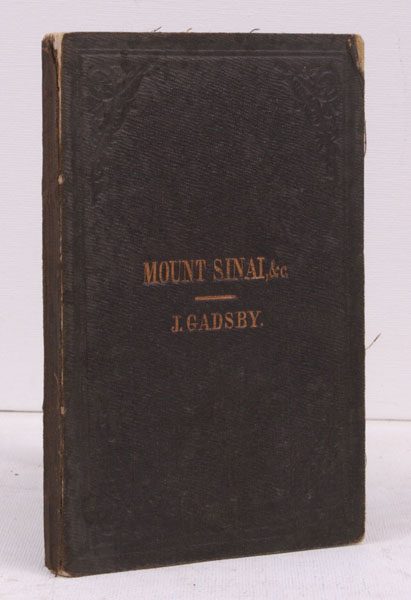 MOUNT SINAI, &c.
J. GADSBY.